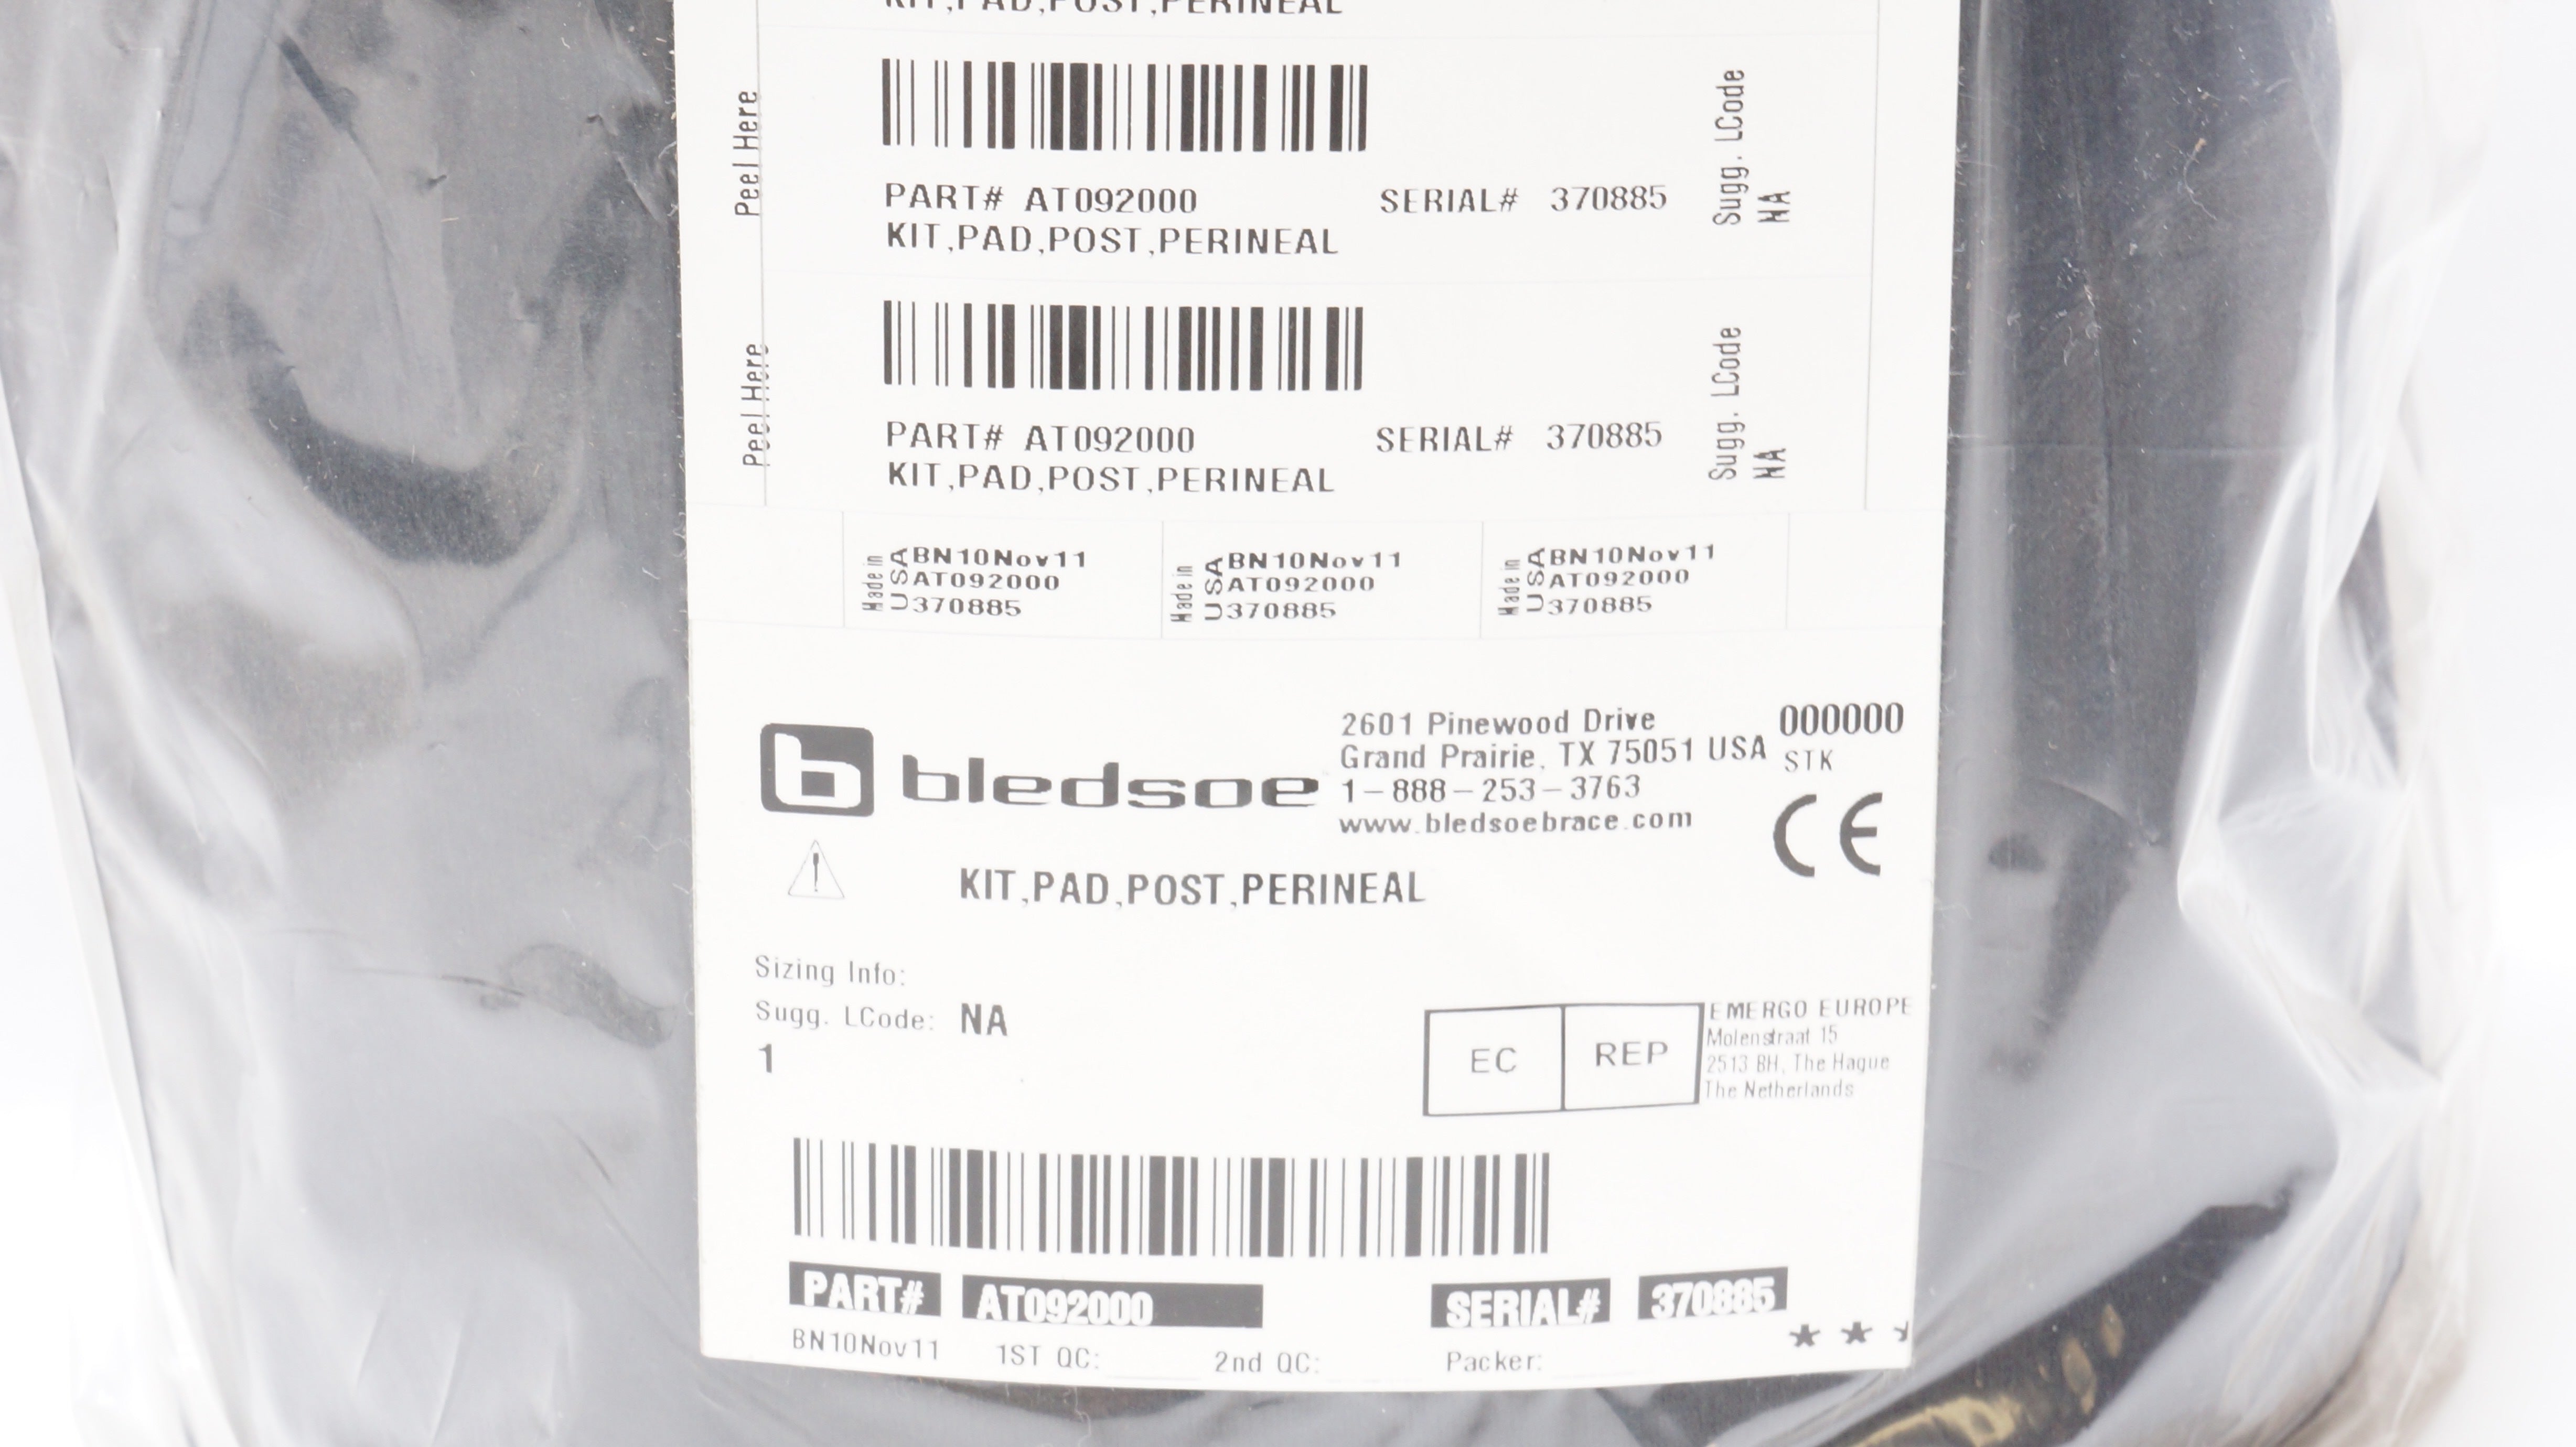 KIT,PAD,POST,PERINEAL
Peel Here
PART# AT092000 SERIAL# 370885
KIT,PAD,POST,PERINEAL
Sugg. LCode
NA
Peel Here
PART# AT092000 SERIAL# 370885
KIT,PAD,POST,PERINEAL
Sugg. LCode
NA
Made in USA
BN10Nov11
AT092000
370885
Made in USA
BN10Nov11
AT092000
370885
Made in USA
BN10Nov11
AT092000
370885
b bledsoe
2601 Pinewood Drive
Grand Prairie, TX 75051 USA
1-888-253-3763
www.bledsoebrace.com
000000
STK
CE
KIT,PAD,POST,PERINEAL
Sizing Info:
Sugg. LCode: NA
1
EC REP
EMERGO EUROPE
Molenstraat 15
2513 BH, The Hague
The Netherlands
PART# AT092000 SERIAL# 370885
BN10Nov11 1ST QC: 2nd QC: Packer: * * *